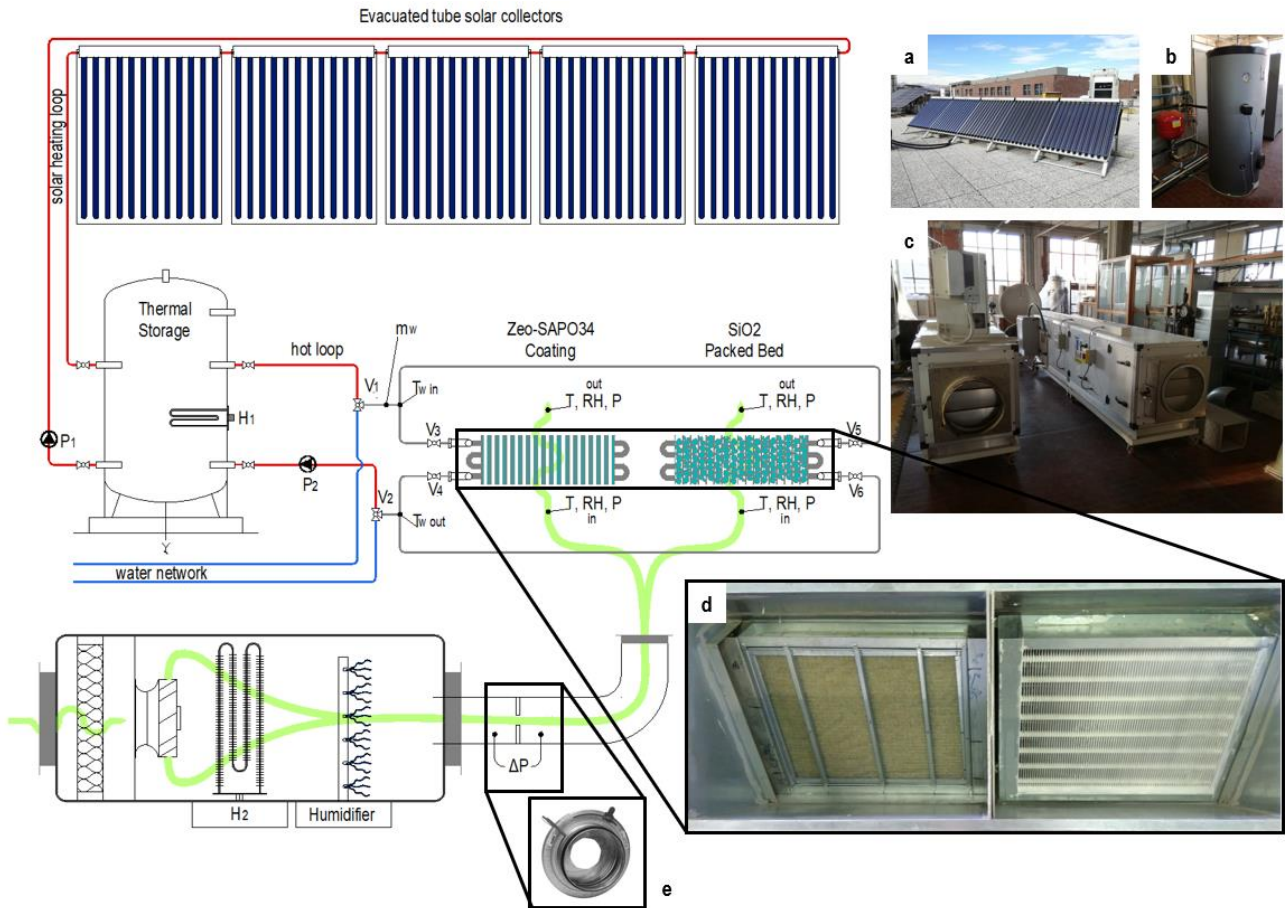 Evacuated tube solar collectors
solar heating loop
a
b
c
Thermal
Storage
hot loop
mw
Zeo-SAPO34
Coating
SiO2
Packed Bed
V1
Tw in
out
T, RH, P
out
T, RH, P
H1
V3
V5
P1
P2
V2
V4
V6
Tw out
T, RH, P
in
T, RH, P
in
water network
d
ΔP
H2
Humidifier
e